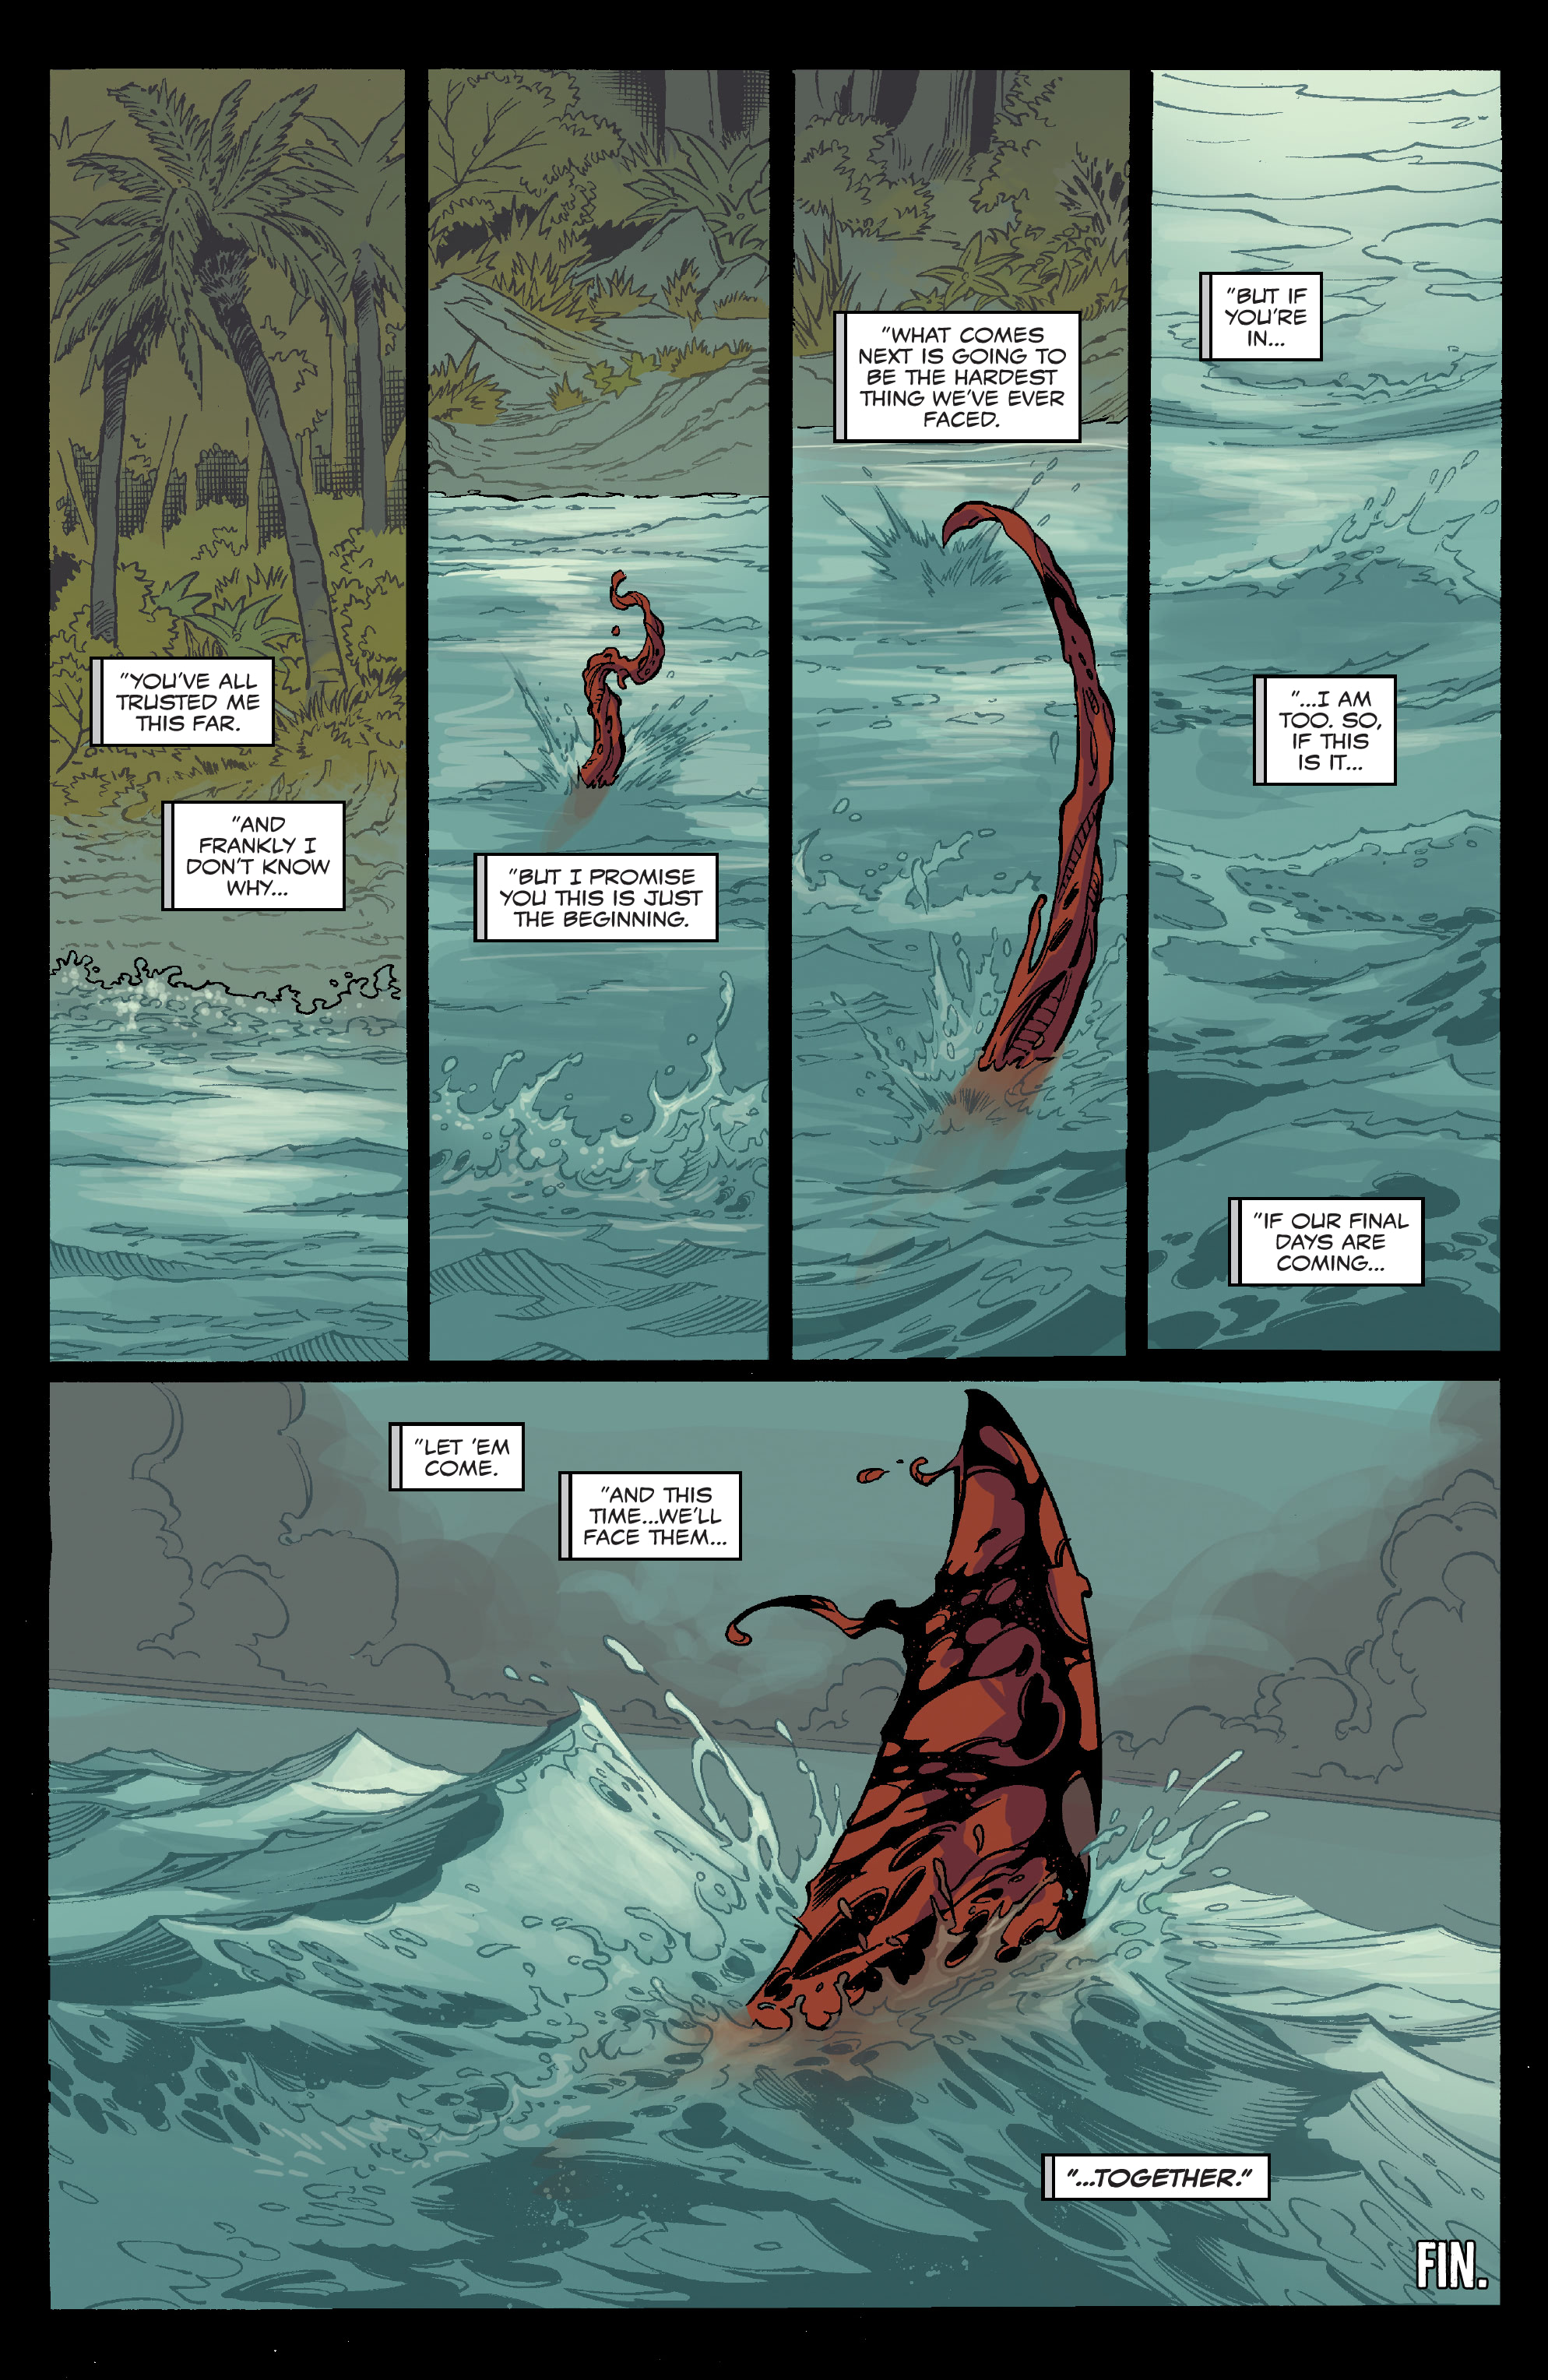 "YOU'VE ALL
TRUSTED ME
THIS FAR.
"AND
FRANKLY I
DON'T KNOW
WHY...
"BUT I PROMISE
YOU THIS IS JUST
THE BEGINNING.
"WHAT COMES
NEXT IS GOING TO
BE THE HARDEST
THING WE'VE EVER
FACED.
"BUT IF
YOU'RE
IN...
"...I AM
TOO. SO,
IF THIS
IS IT...
"IF OUR FINAL
DAYS ARE
COMING...
"LET 'EM
COME.
"AND THIS
TIME...WE'LL
FACE THEM...
"...TOGETHER."
FIN.